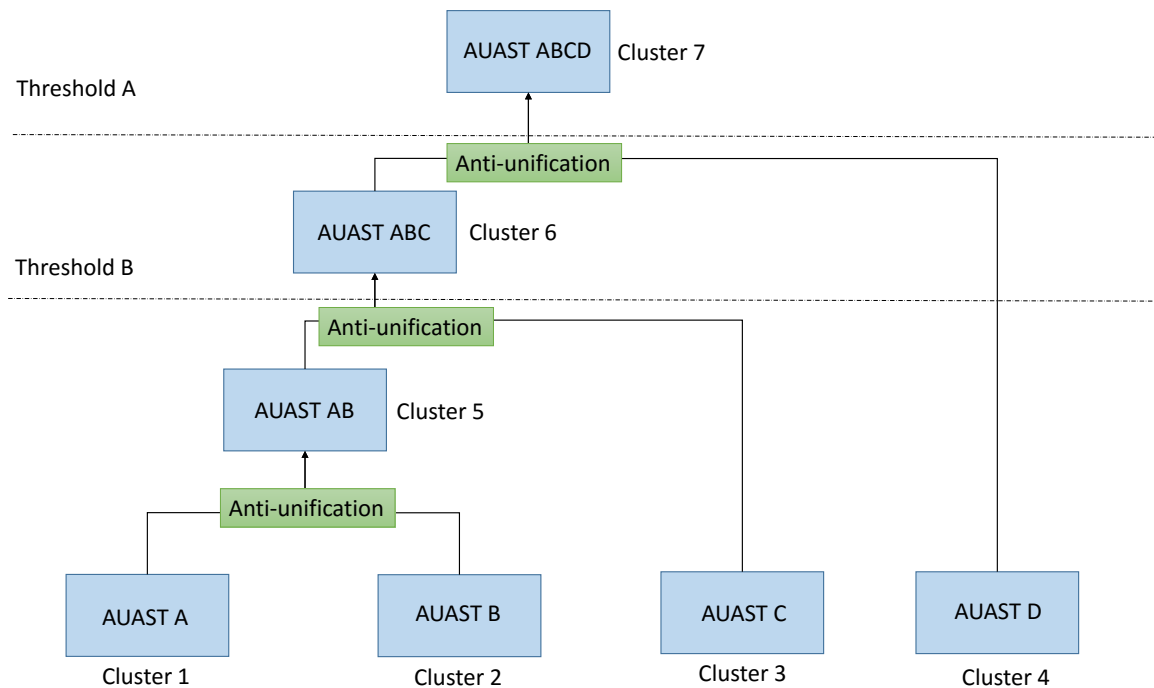 AUAST ABCD
Cluster 7
Threshold A
Anti-unification
AUAST ABC
Cluster 6
Threshold B
Anti-unification
AUAST AB
Cluster 5
Anti-unification
AUAST A
AUAST B
AUAST C
AUAST D
Cluster 1
Cluster 2
Cluster 3
Cluster 4